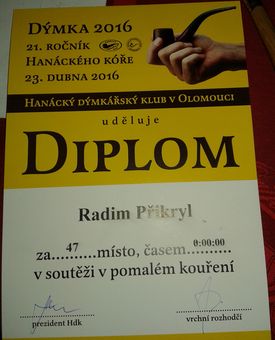 DÝMKA 2016
21. ROČNÍK
HANÁCKÉHO KÓŘE
23. DUBNA 2016
HANÁCKÝ DÝMKÁŘSKÝ KLUB V OLOMOUCI
uděluje
DIPLOM
Radim Přikryl
za...47...místo, časem...0:00:00...
v soutěži v pomalém kouření
prezident Hdk
vrchní rozhodčí